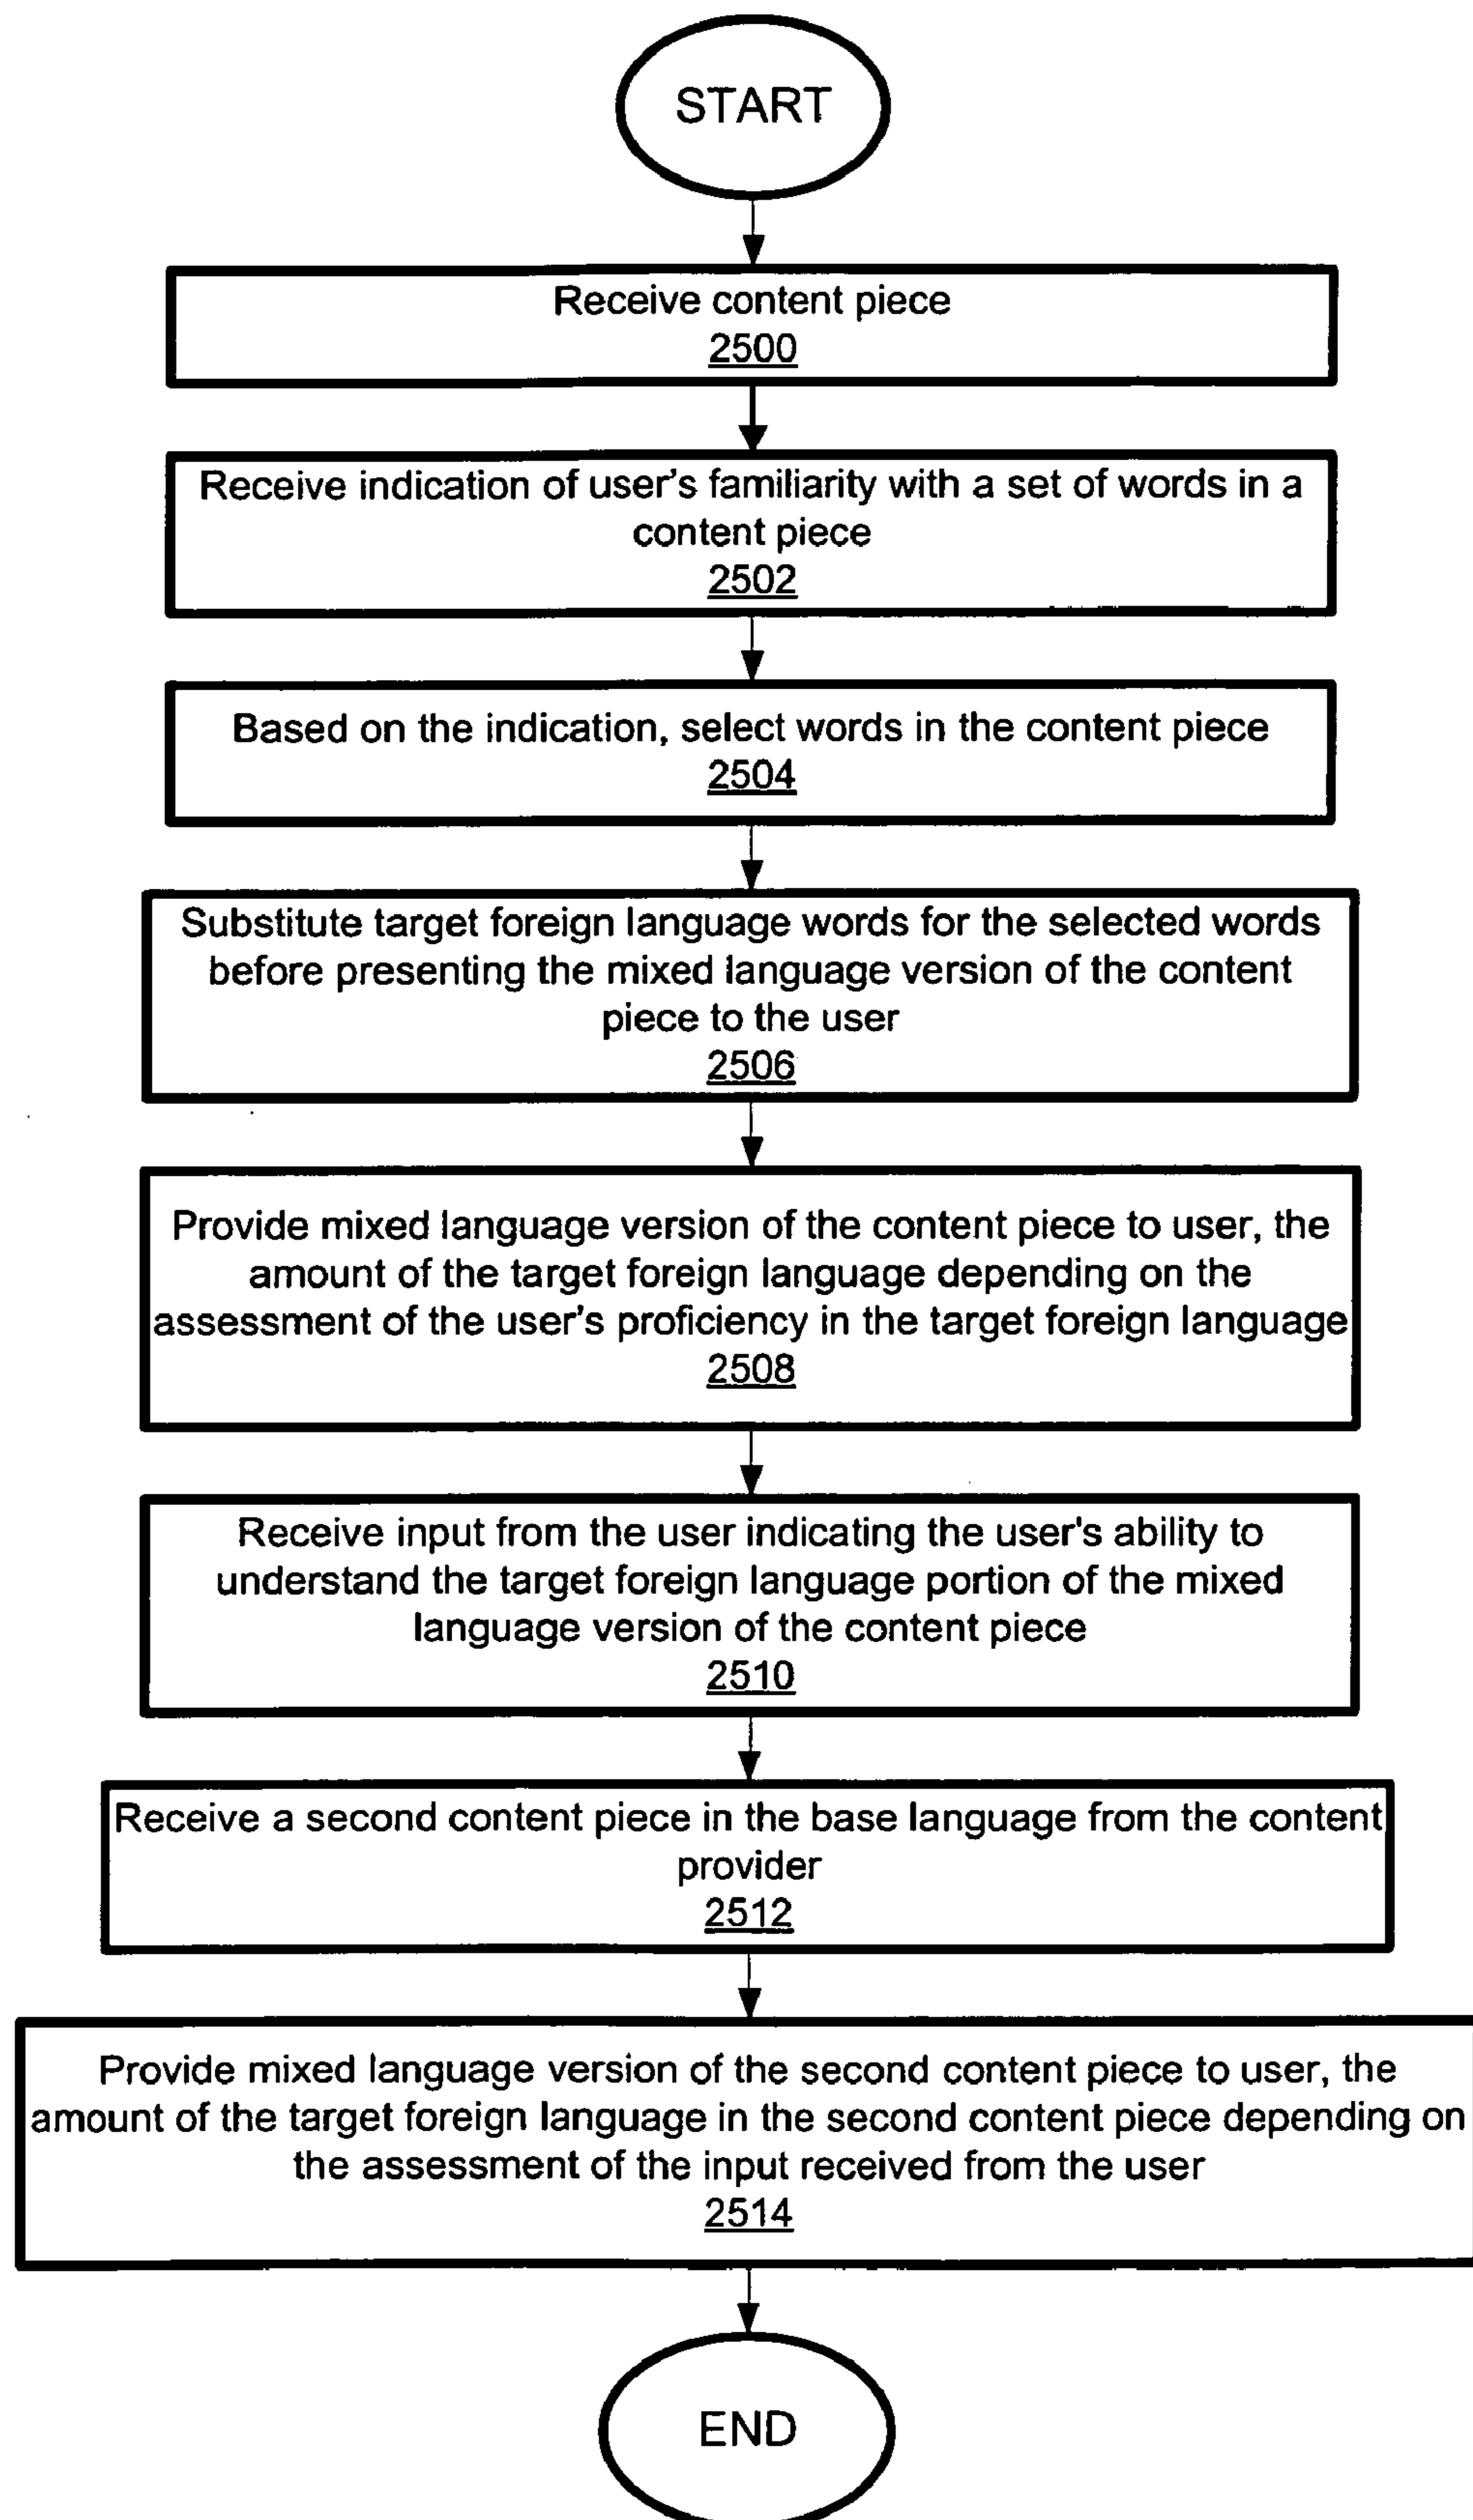 START
Receive content piece
2500
Receive indication of user's familiarity with a set of words in a
content piece
2502
Based on the indication, select words in the content piece
2504
Substitute target foreign language words for the selected words
before presenting the mixed language version of the content
piece to the user
2506
Provide mixed language version of the content piece to user, the
amount of the target foreign language depending on the
assessment of the user's proficiency in the target foreign language
2508
Receive input from the user indicating the user's ability to
understand the target foreign language portion of the mixed
language version of the content piece
2510
Receive a second content piece in the base language from the content
provider
2512
Provide mixed language version of the second content piece to user, the
amount of the target foreign language in the second content piece depending on
the assessment of the input received from the user
2514
END